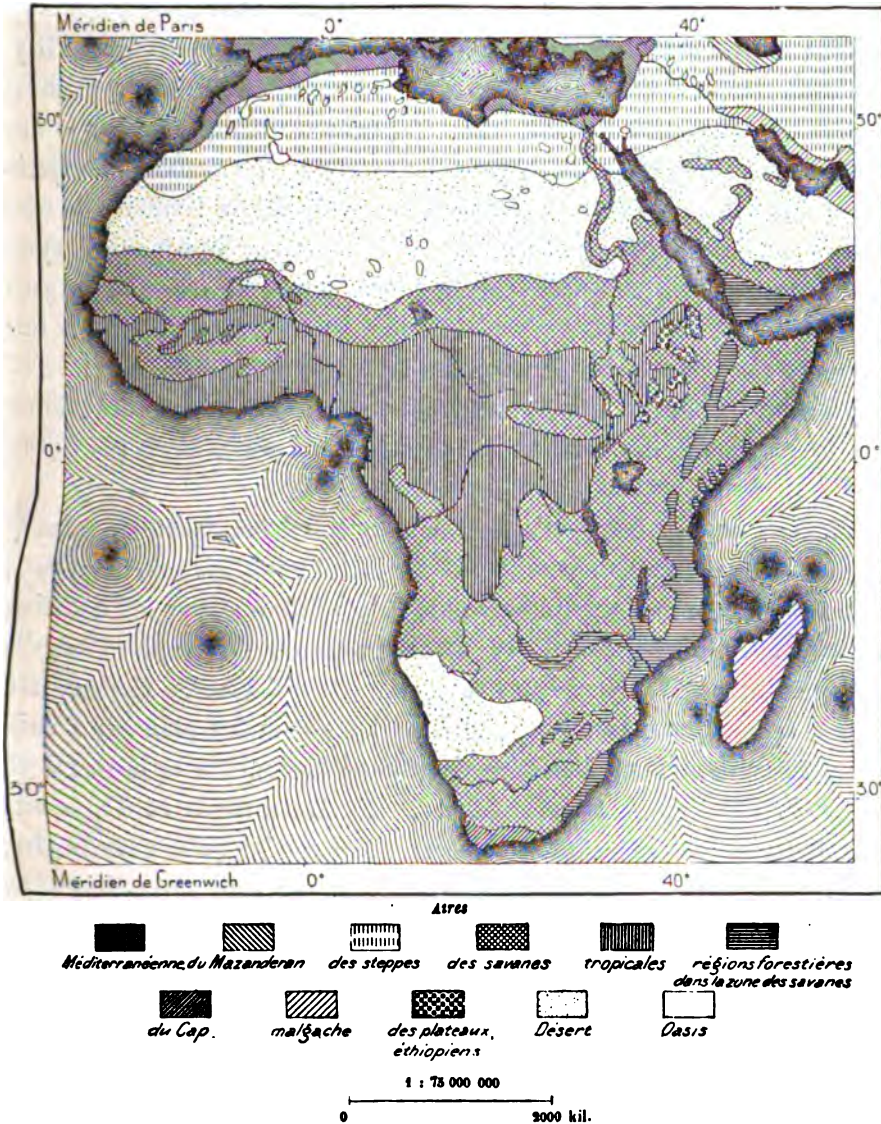 Méridien de Paris 0° 40°
50° 50°
0° 0°
30° 30°
Méridien de Greenwich 0° 40°
Aires
Méditerranéenne, du Mazanderan des steppes des savanes tropicales régions forestières
dans la zone des savanes
du Cap. malgache des plateaux, Désert Oasis
éthiopiens
1 : 75 000 000
0 2000 kil.